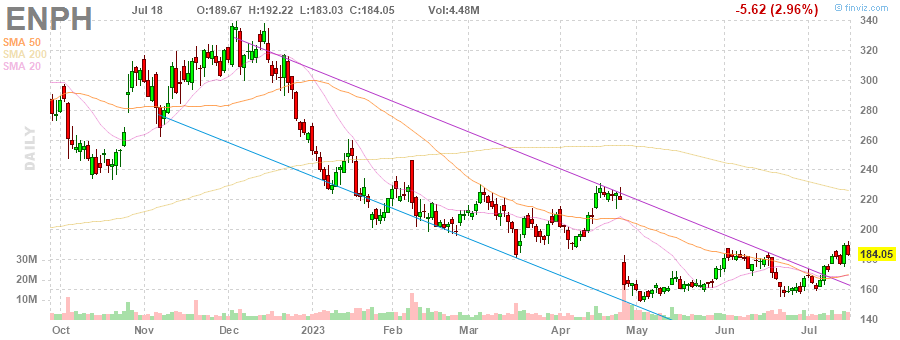 ENPH
Jul 18 O:189.67 H:192.22 L:183.03 C:184.05 Vol:4.48M -5.62 (2.96%)
© finviz.com
SMA 50
SMA 200
SMA 20
DAILY
340
320
300
280
260
240
220
200
184.05
180
160
140
30M
20M
10M
Oct Nov Dec 2023 Feb Mar Apr May Jun Jul